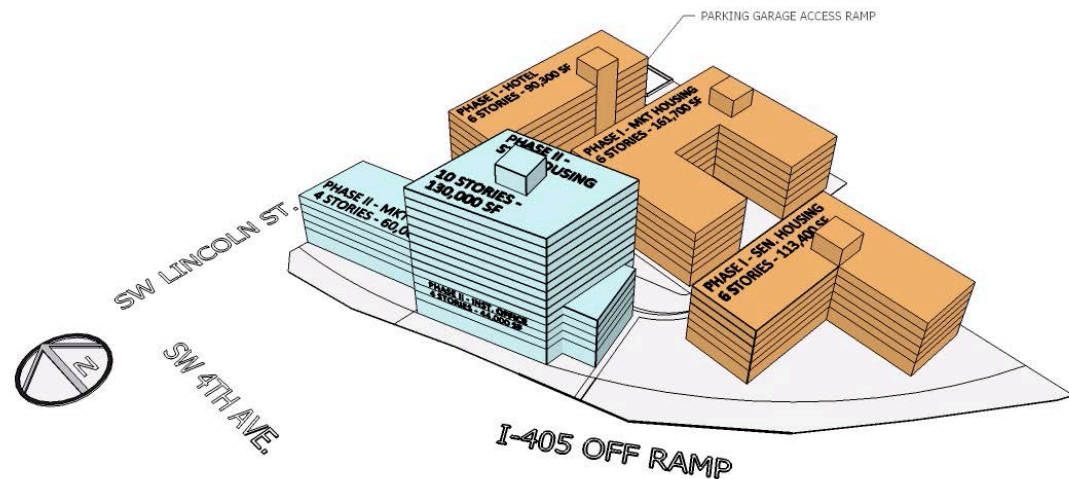 PARKING GARAGE ACCESS RAMP
PHASE I - HOTEL
6 STORIES - 90,300 SF
PHASE I - MKT HOUSING
6 STORIES - 161,700 SF
PHASE II -
HOUSING
10 STORIES -
130,000 SF
PHASE II - MKT
4 STORIES - 60,0
PHASE I - SEN. HOUSING
6 STORIES - 113,400 SF
PHASE II - INST. OFFICE
4 STORIES - 44,000 SF
SW LINCOLN ST.
N
SW 4TH AVE.
I-405 OFF RAMP